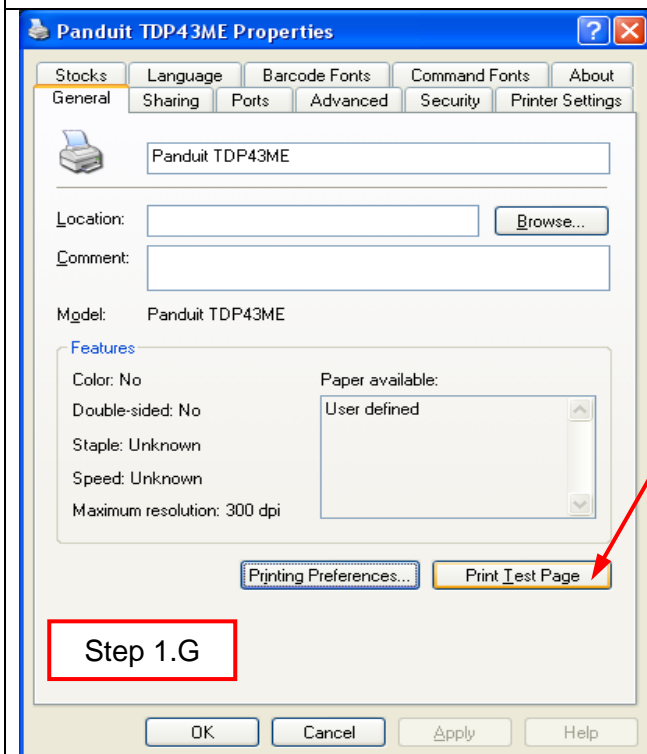 Panduit TDP43ME Properties
Stocks Language Barcode Fonts Command Fonts About
General Sharing Ports Advanced Security Printer Settings
Panduit TDP43ME
Location: Browse...
Comment:
Model: Panduit TDP43ME
Features
Color: No Paper available:
Double-sided: No User defined
Staple: Unknown
Speed: Unknown
Maximum resolution: 300 dpi
Printing Preferences... Print Test Page
Step 1.G
OK Cancel Apply Help